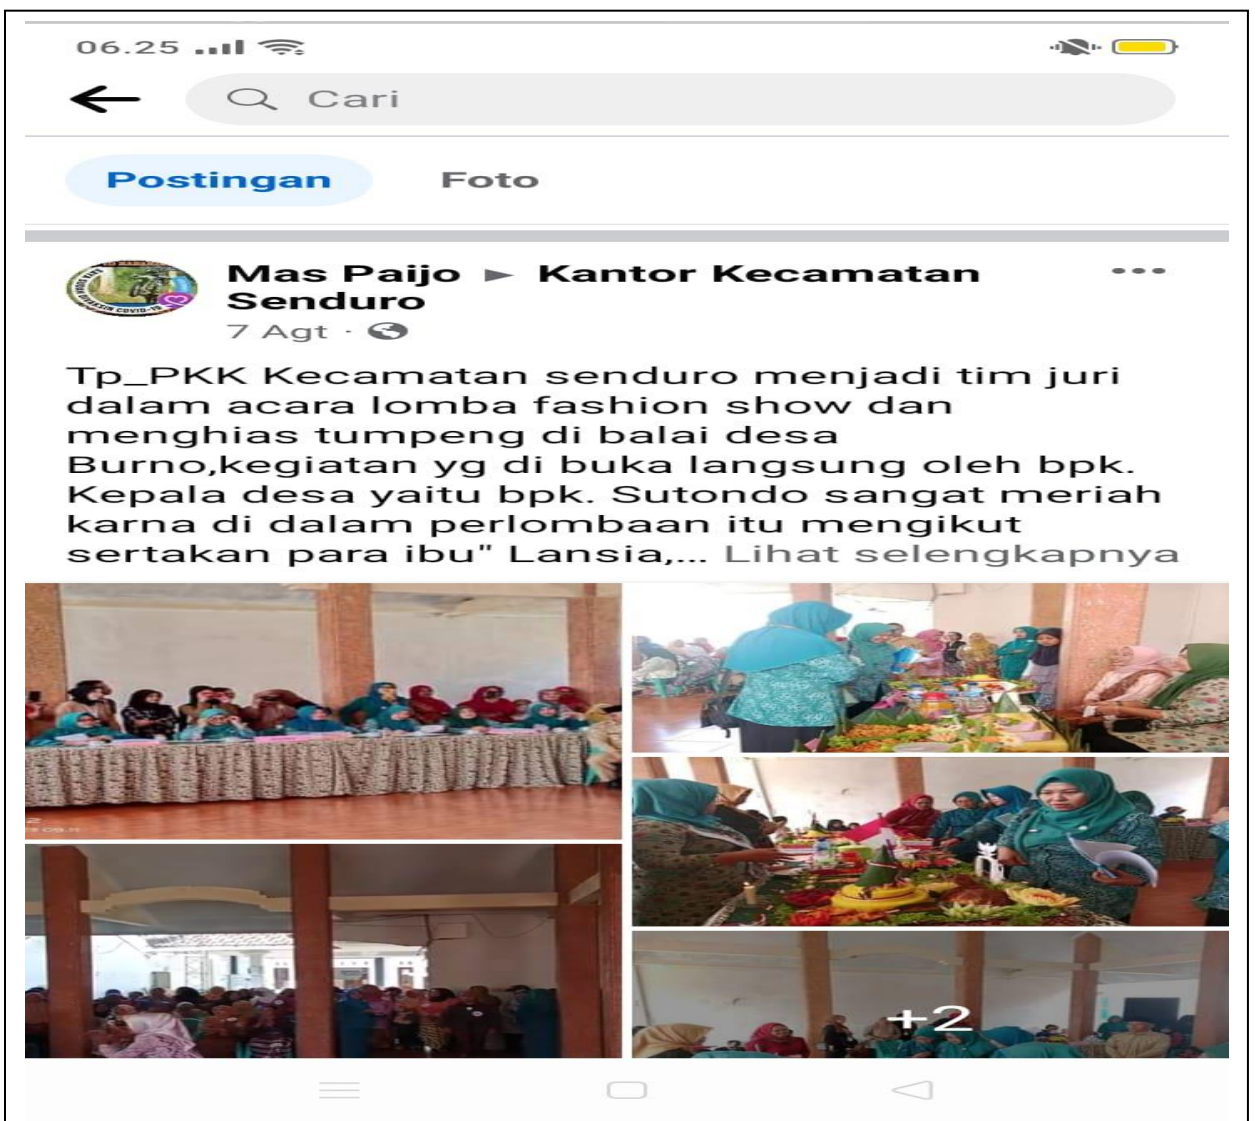 06.25
Cari
Postingan Foto
Mas Paijo ► Kantor Kecamatan
Senduro
7 Agt ·
Tp_PKK Kecamatan senduro menjadi tim juri
dalam acara lomba fashion show dan
menghias tumpeng di balai desa
Burno,kegiatan yg di buka langsung oleh bpk.
Kepala desa yaitu bpk. Sutondo sangat meriah
karna di dalam perlombaan itu mengikut
sertakan para ibu" Lansia,... Lihat selengkapnya
+2